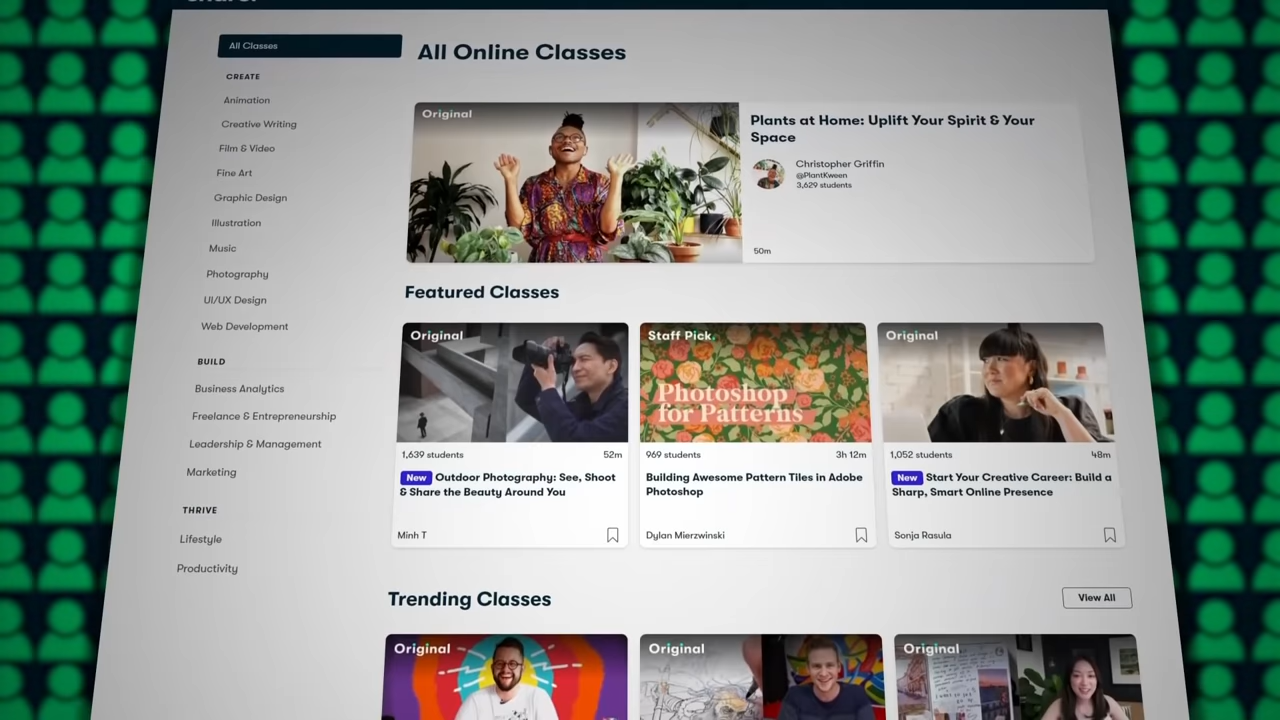 All Classes
CREATE
Animation
Creative Writing
Film & Video
Fine Art
Graphic Design
Illustration
Music
Photography
UI/UX Design
Web Development
BUILD
Business Analytics
Freelance & Entrepreneurship
Leadership & Management
Marketing
THRIVE
Lifestyle
Productivity
All Online Classes
Original
Plants at Home: Uplift Your Spirit & Your
Space
Christopher Griffin
@PlantKween
3,629 students
50m
Featured Classes
Original
1,639 students 52m
New Outdoor Photography: See, Shoot
& Share the Beauty Around You
Minh T
Staff Pick.
Photoshop
for Patterns
969 students 3h 12m
Building Awesome Pattern Tiles in Adobe
Photoshop
Dylan Mierzwinski
Original
1,052 students 48m
New Start Your Creative Career: Build a
Sharp, Smart Online Presence
Sonja Rasula
Trending Classes
View All
Original
Original
Original